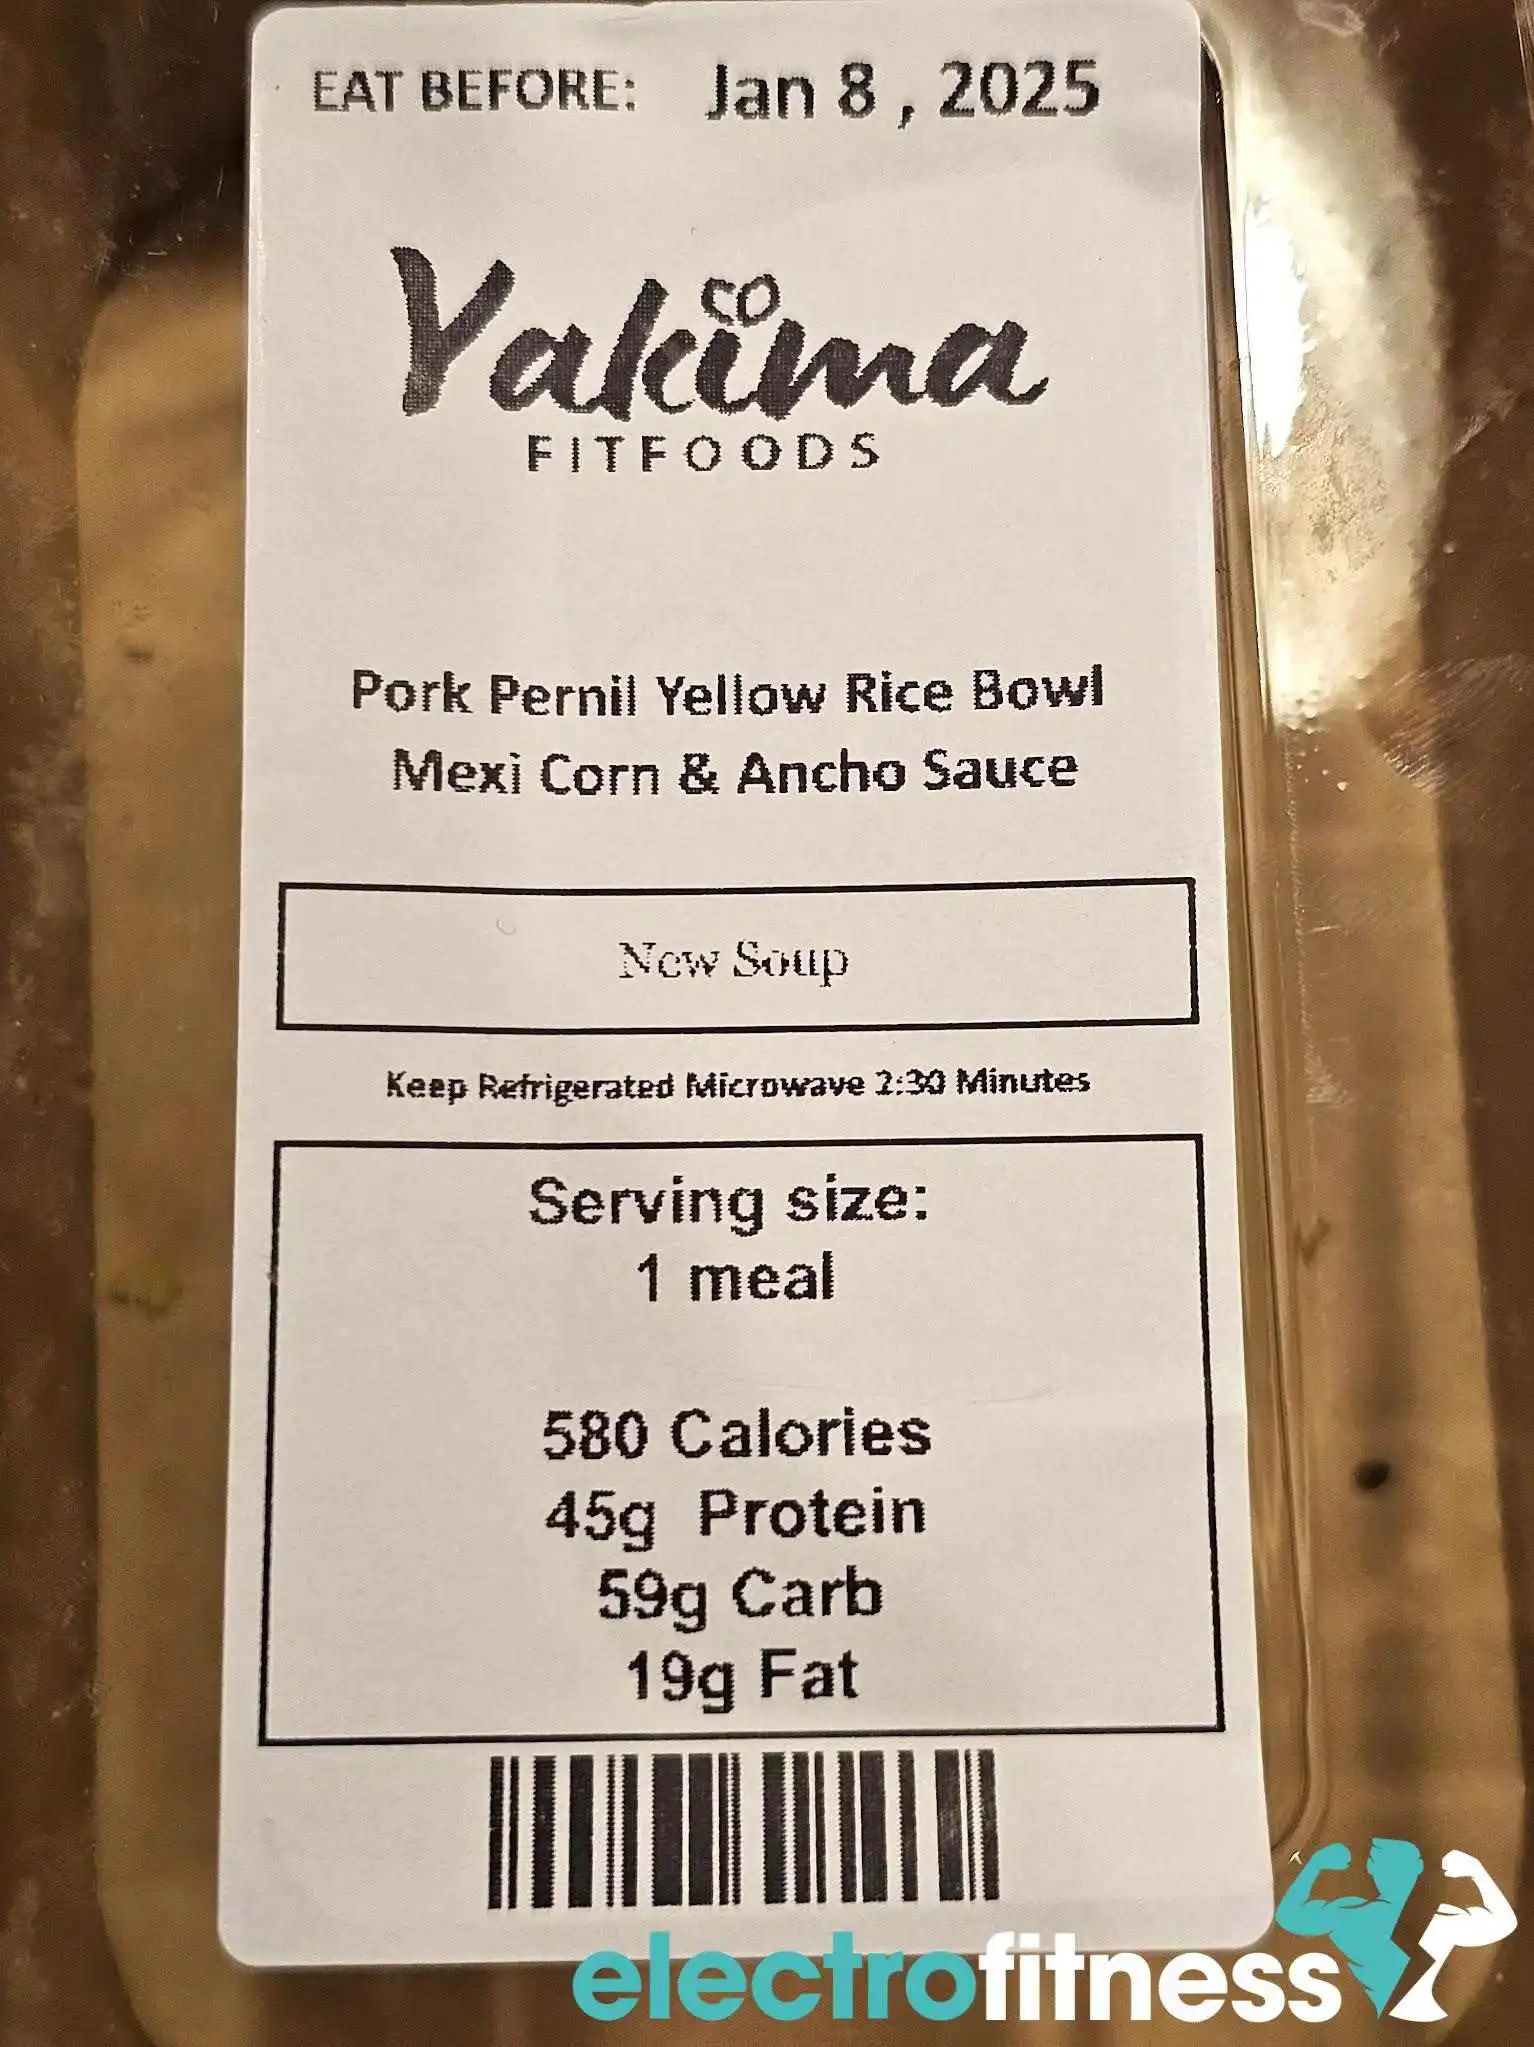 EAT BEFORE: Jan 8 , 2025
Yakima
FITFOODS
Pork Pernil Yellow Rice Bowl
Mexi Corn & Ancho Sauce
New Soup
Keep Refrigerated Microwave 2:30 Minutes
Serving size:
1 meal
580 Calories
45g Protein
59g Carb
19g Fat
electrofitness